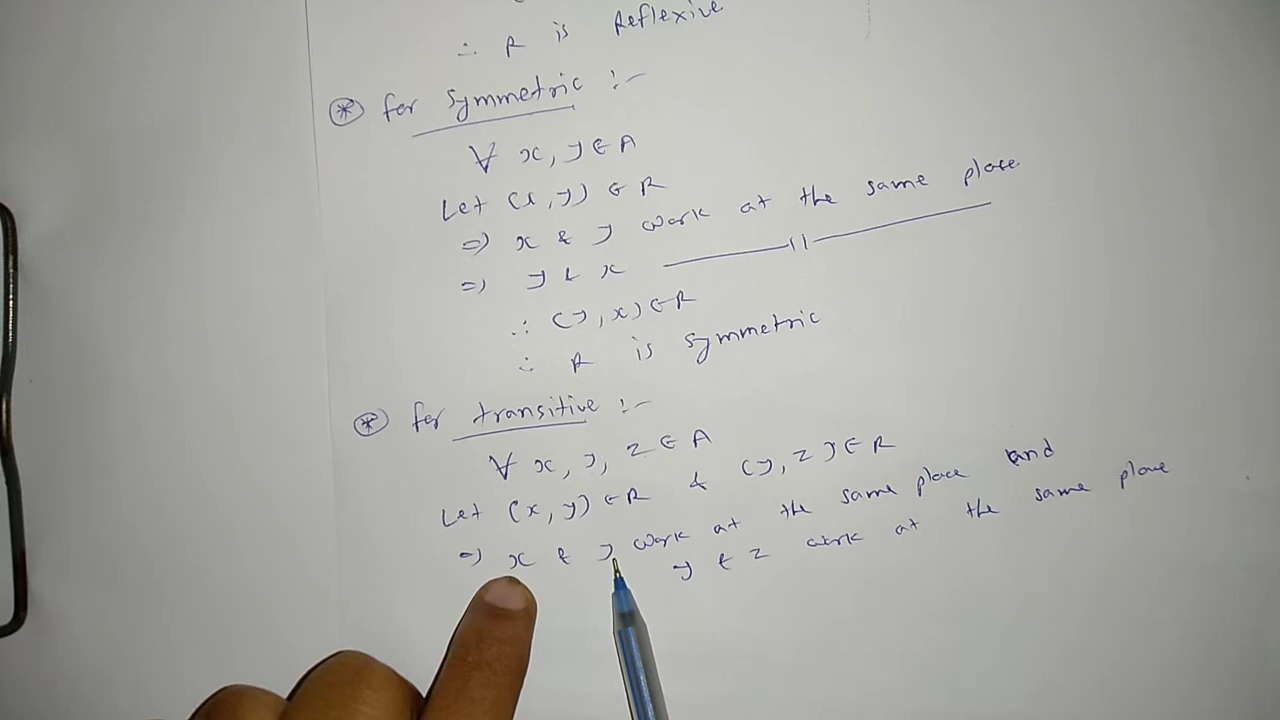 ∴ R is Reflexive
⊛ for symmetric :-
∀ x, y ∈ A
Let (x, y) ∈ R
⇒ x & y work at the same place
⇒ y & x ———— 11 ————
∴ (y, x) ∈ R
∴ R is symmetric
⊛ for transitive :-
∀ x, y, z ∈ A
Let (x, y) ∈ R & (y, z) ∈ R
⇒ x & y work at the same place and
y & z work at the same place